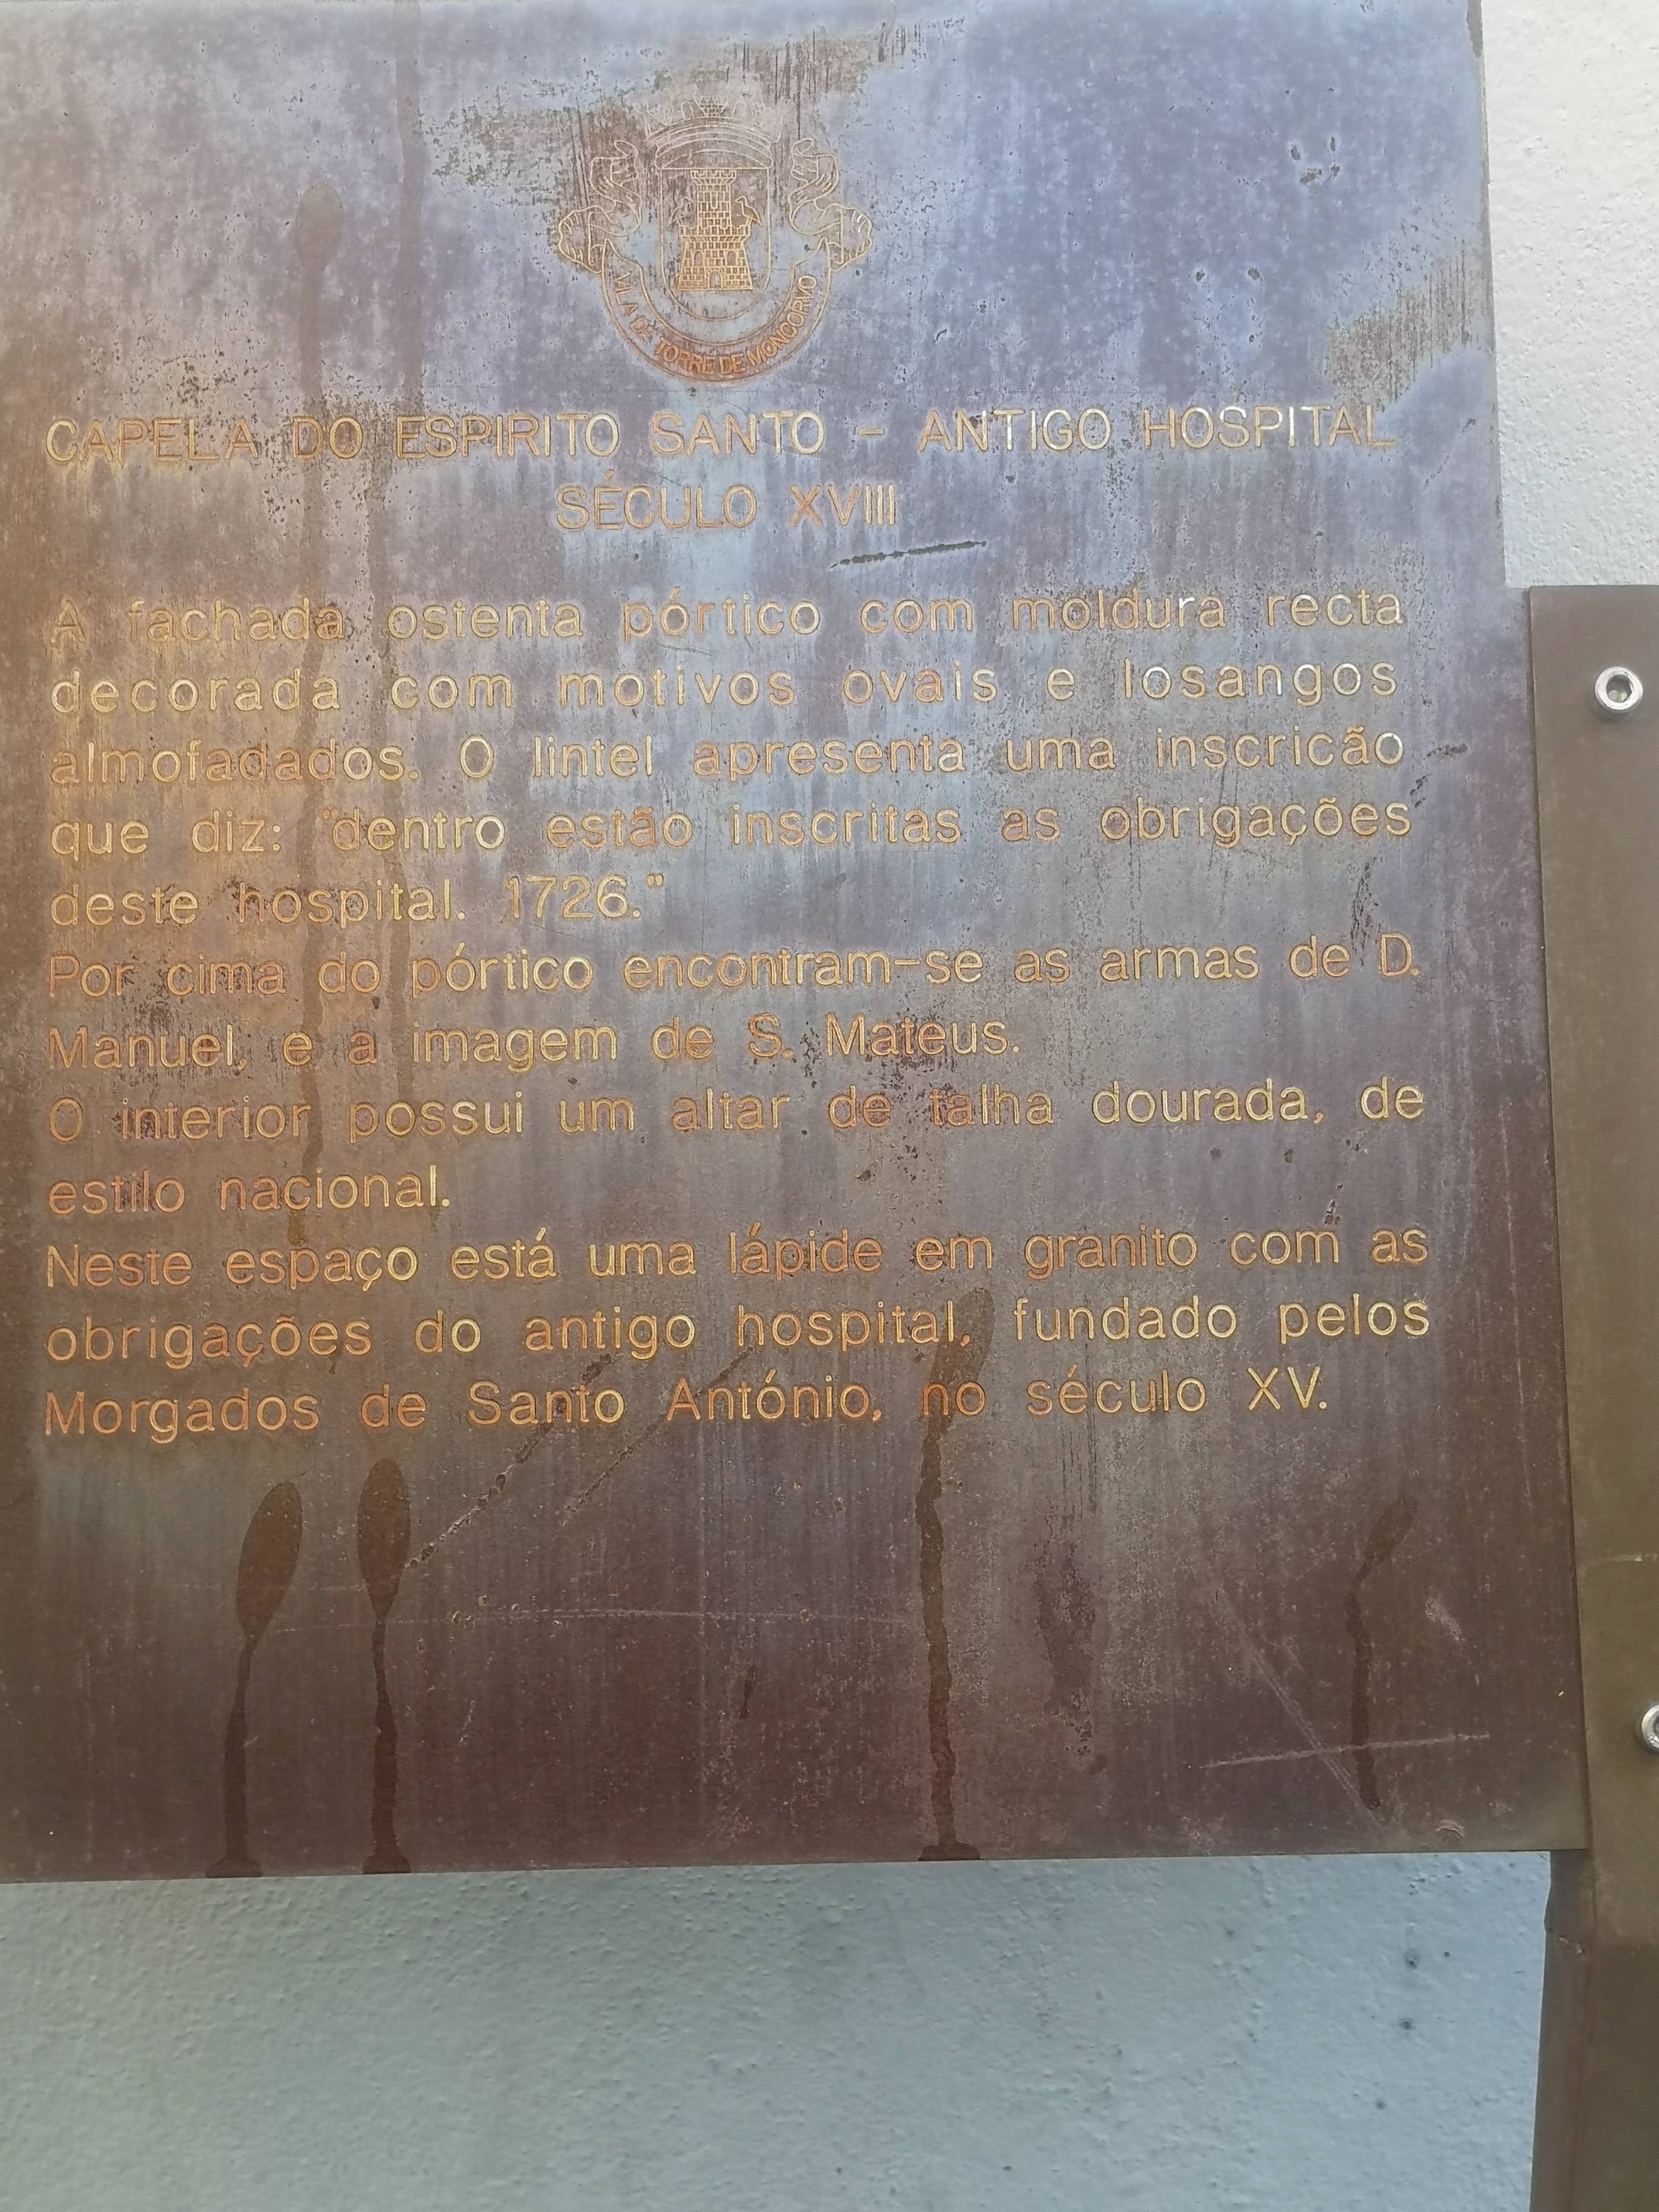 VILA DE TORRE DE MONCORVO
CAPELA DO ESPIRITO SANTO - ANTIGO HOSPITAL
SÉCULO XVIII
A fachada ostenta pórtico com moldura recta
decorada com motivos ovais e losangos
almofadados. O lintel apresenta uma inscricão
que diz: "dentro estão inscritas as obrigações
deste hospital. 1726."
Por cima do pórtico encontram-se as armas de D.
Manuel, e a imagem de S. Mateus.
O interior possui um altar de talha dourada, de
estilo nacional.
Neste espaço está uma lápide em granito com as
obrigações do antigo hospital, fundado pelos
Morgados de Santo António, no século XV.